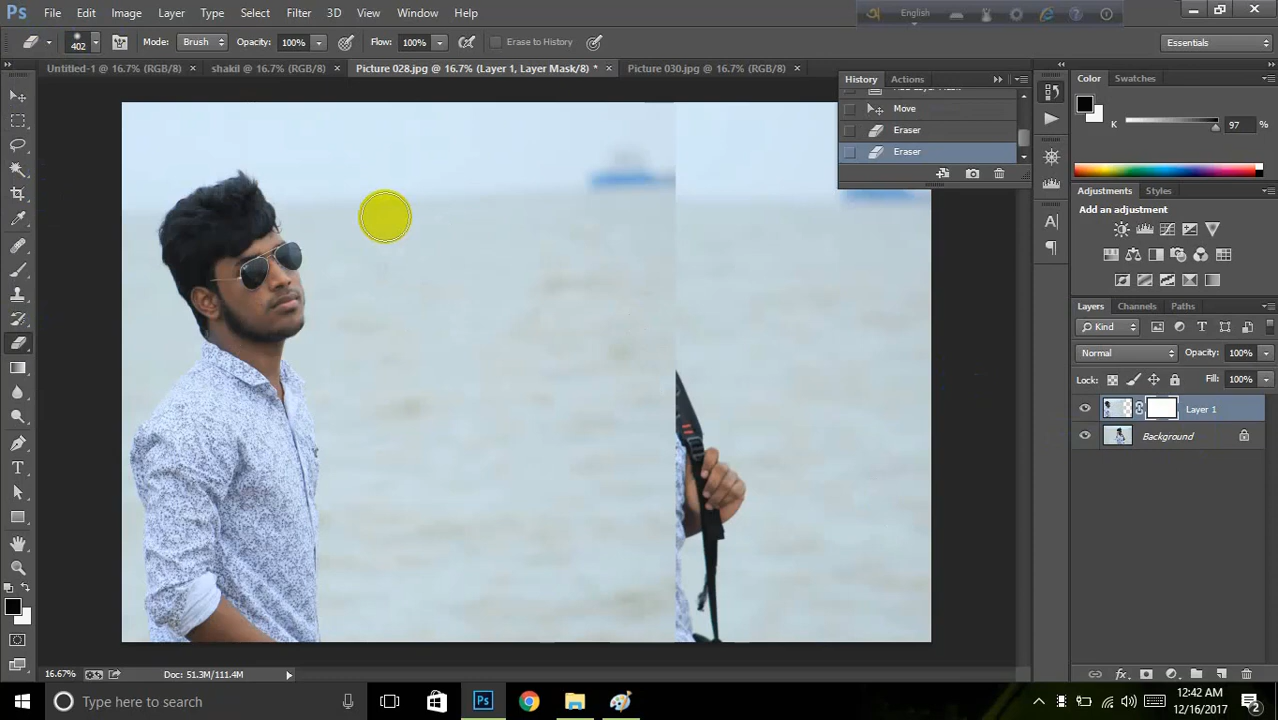 Ps File Edit Image Layer Type Select Filter 3D View Window Help
English
402 Mode: Brush Opacity: 100% Flow: 100% Erase to History Essentials
Untitled-1 @ 16.7% (RGB/8) × shakil @ 16.7% (RGB/8) × Picture 028.jpg @ 16.7% (Layer 1, Layer Mask/8) * × Picture 030.jpg @ 16.7% (RGB/8) ×
History Actions
Move
Eraser
Eraser
Color Swatches
K 97 %
Adjustments Styles
Add an adjustment
Layers Channels Paths
Kind
Normal Opacity: 100%
Lock: Fill: 100%
Layer 1
Background
16.67% Doc: 51.3M/111.4M
Type here to search
12:42 AM
12/16/2017
2